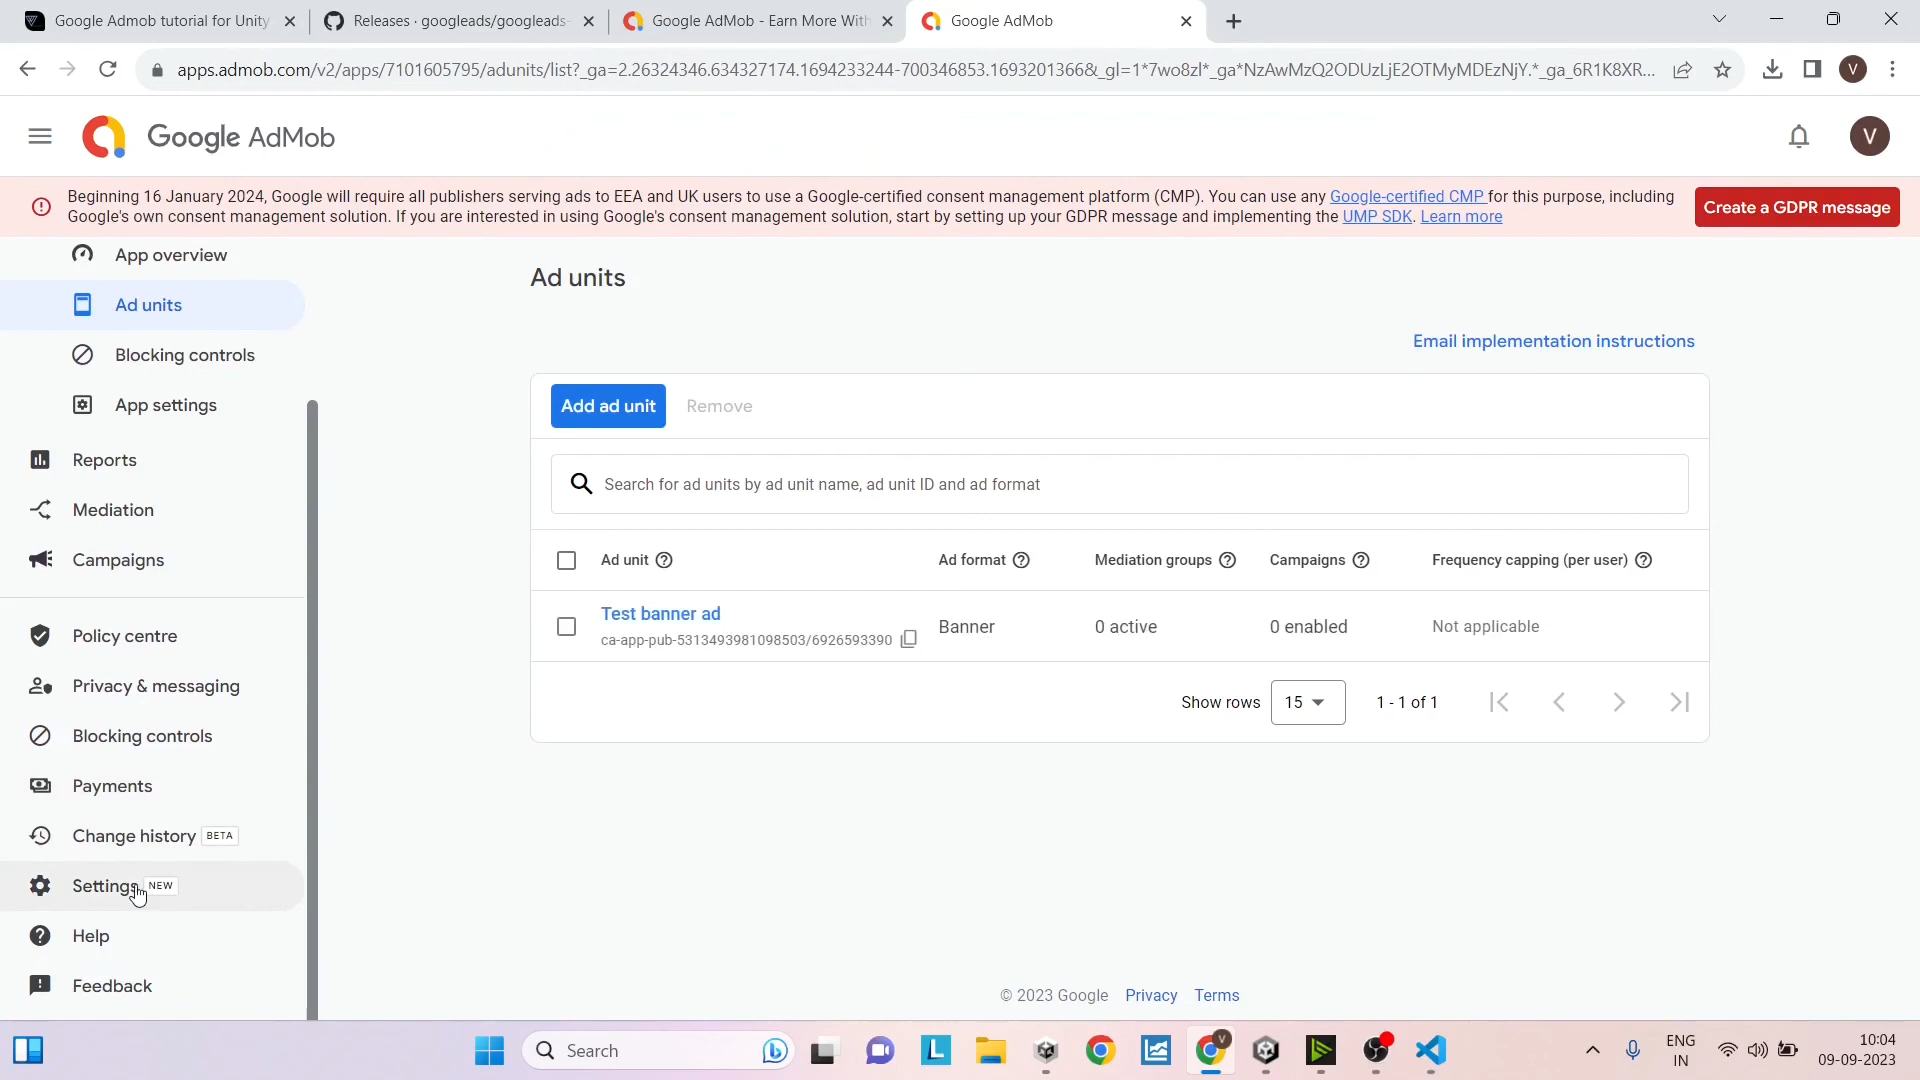 Google Admob tutorial for Unity
Releases · googleads/googleads-
Google AdMob - Earn More With
Google AdMob
apps.admob.com/v2/apps/7101605795/adunits/list?_ga=2.26324346.634327174.1694233244-700346853.1693201366&_gl=1*7wo8zl*_ga*NzAwMzQ2ODUzLjE2OTMyMDEzNjY.*_ga_6R1K8XR...
V
Google AdMob
V
Beginning 16 January 2024, Google will require all publishers serving ads to EEA and UK users to use a Google-certified consent management platform (CMP). You can use any Google-certified CMP for this purpose, including
Google's own consent management solution. If you are interested in using Google's consent management solution, start by setting up your GDPR message and implementing the UMP SDK. Learn more
Create a GDPR message
App overview
Ad units
Blocking controls
App settings
Reports
Mediation
Campaigns
Policy centre
Privacy & messaging
Blocking controls
Payments
Change history BETA
Settings NEW
Help
Feedback
Ad units
Email implementation instructions
Add ad unit
Remove
Search for ad units by ad unit name, ad unit ID and ad format
Ad unit
Ad format
Mediation groups
Campaigns
Frequency capping (per user)
Test banner ad
ca-app-pub-5313493981098503/6926593390
Banner
0 active
0 enabled
Not applicable
Show rows
15
1 - 1 of 1
© 2023 Google
Privacy
Terms
Search
L
V
ENG
IN
10:04
09-09-2023